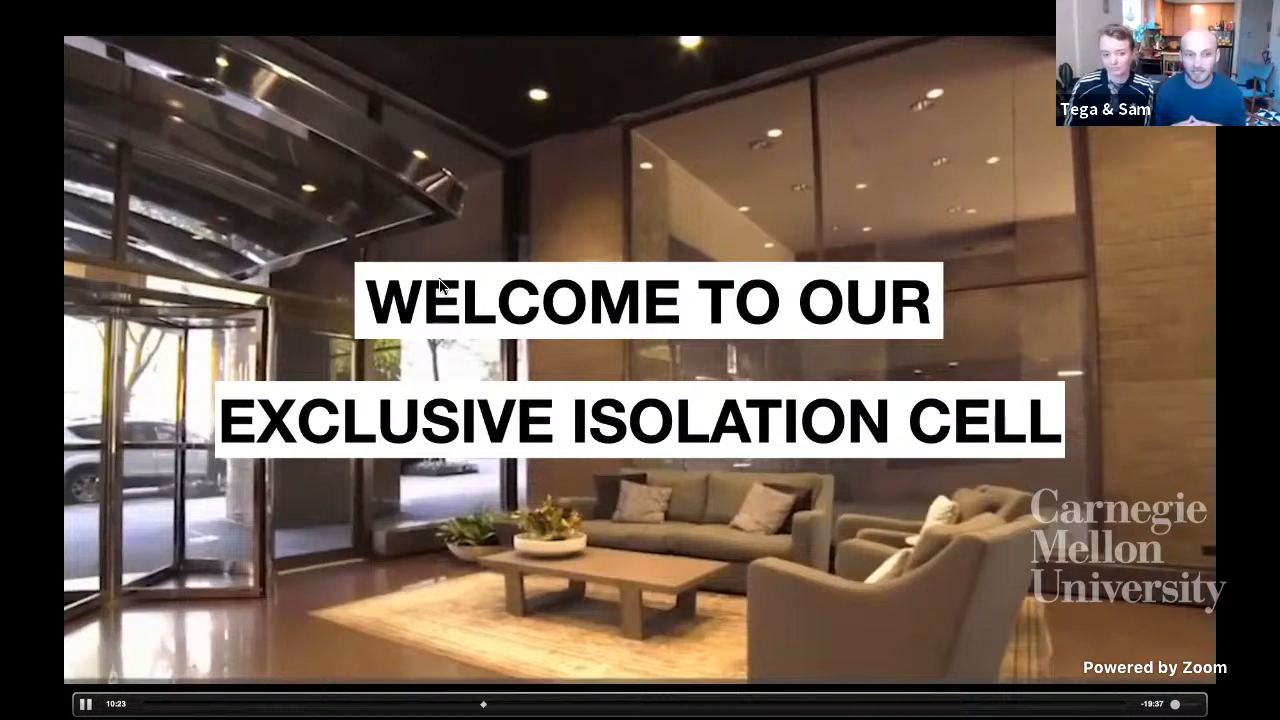 Tega & Sam
WELCOME TO OUR
EXCLUSIVE ISOLATION CELL
Carnegie
Mellon
University
Powered by Zoom
10:23
-19:37